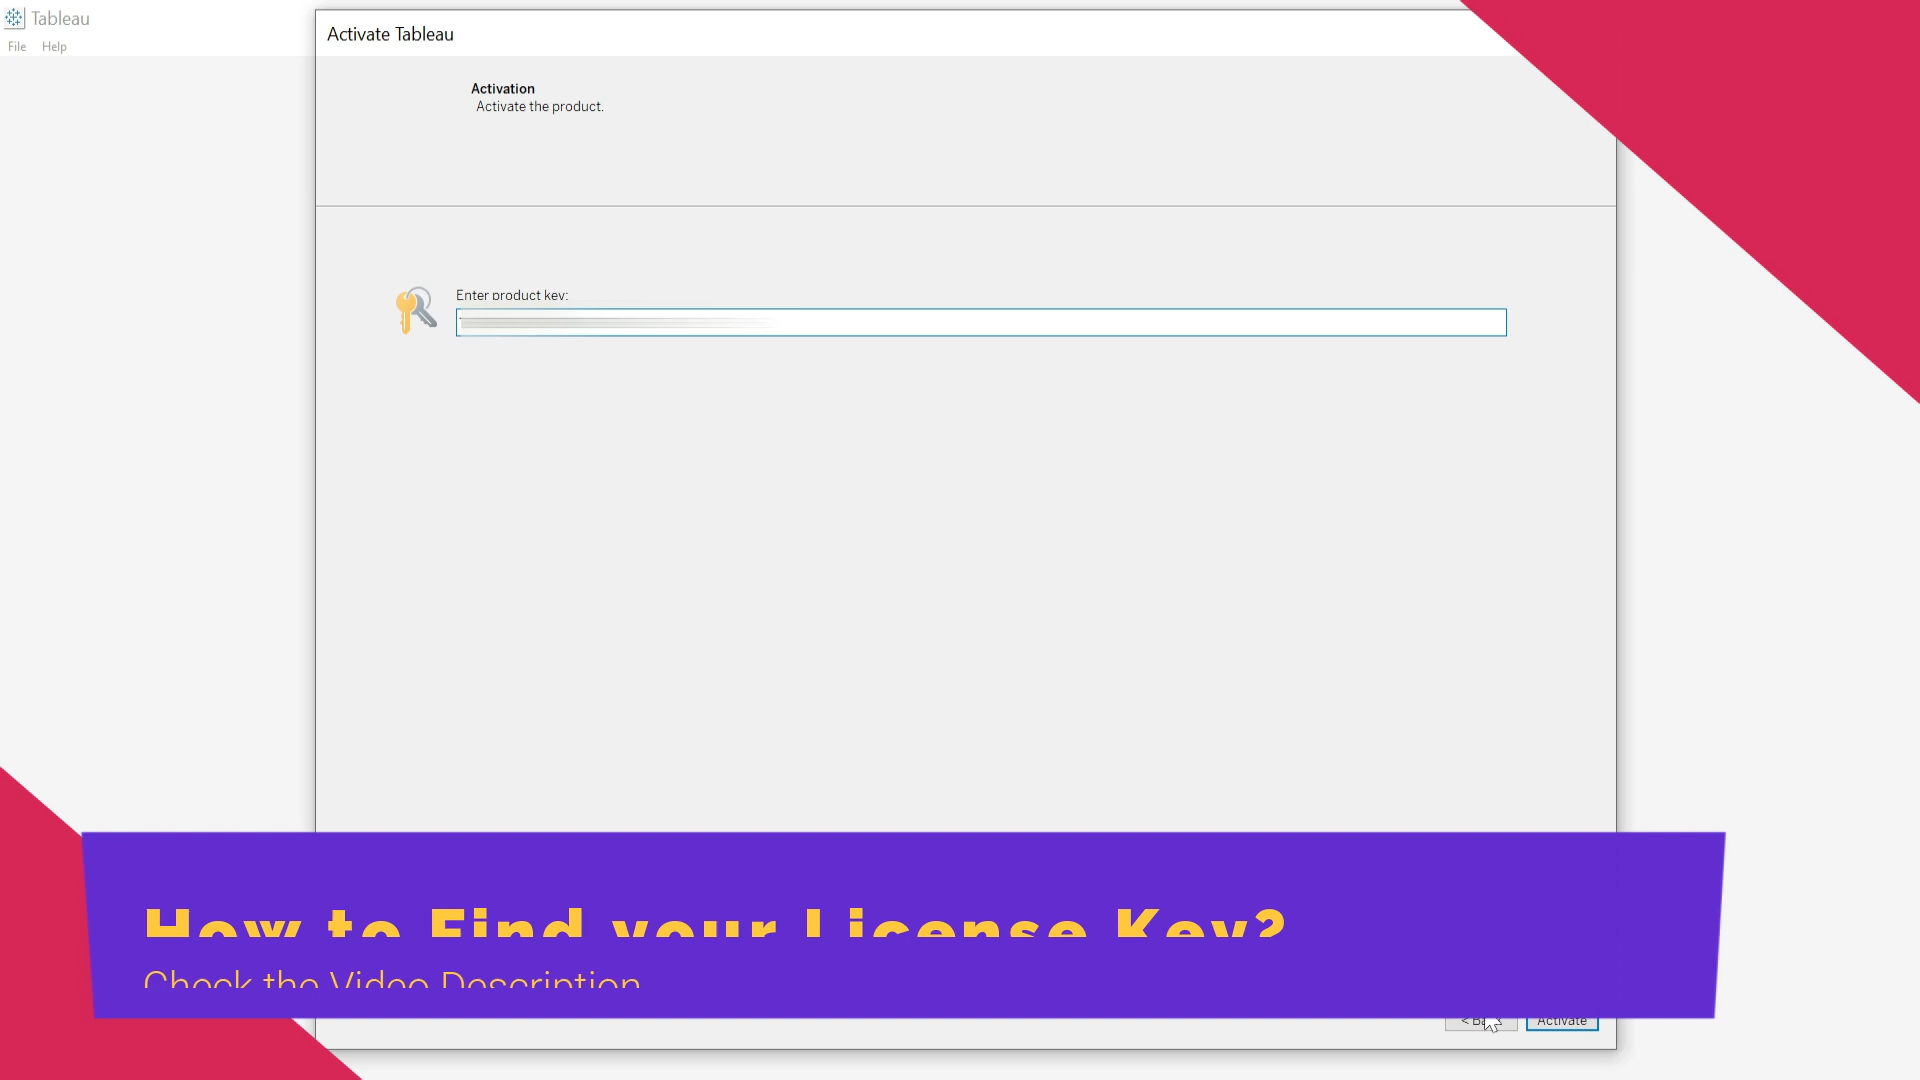 Tableau
File Help
Activate Tableau
Activation
Activate the product.
Enter product key:
How to Find your License Key?
Check the Video Description
< Back
Activate